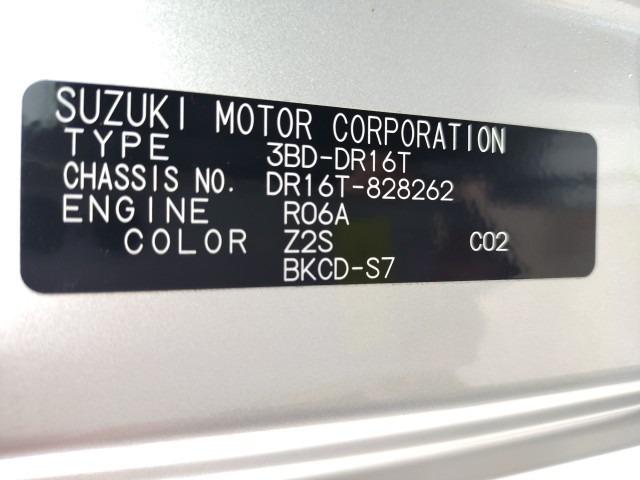 SUZUKI MOTOR CORPORATION
TYPE 3BD-DR16T
CHASSIS NO. DR16T-828262
ENGINE R06A
COLOR Z2S C02
BKCD-S7